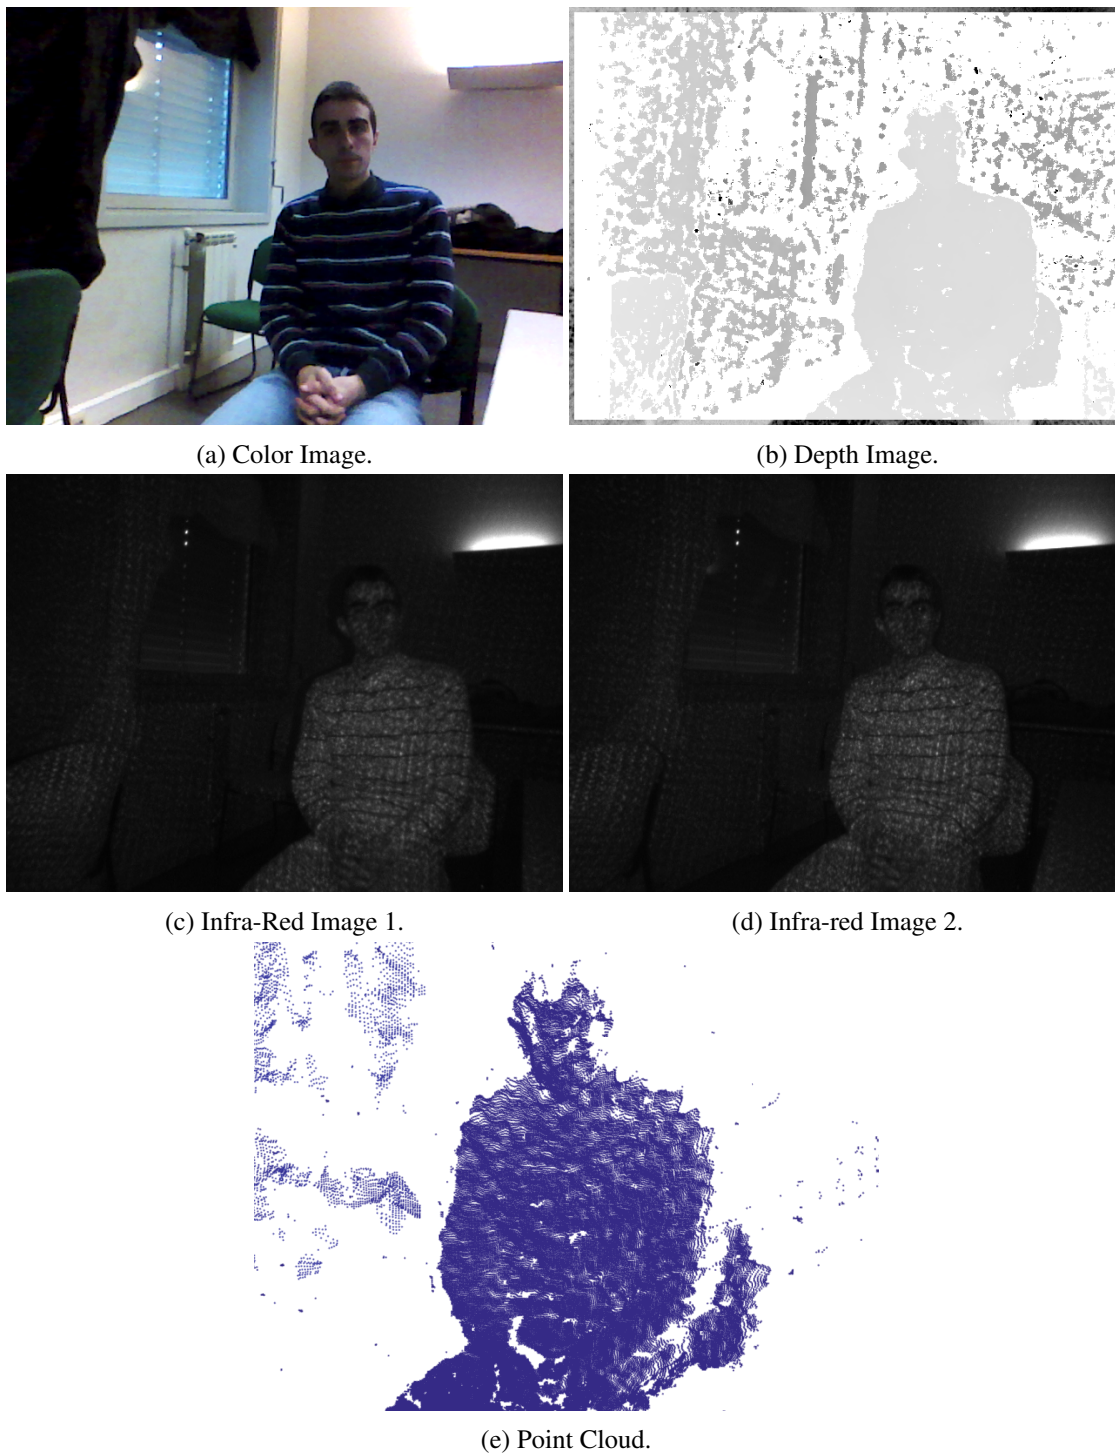 (a) Color Image.
(b) Depth Image.
(c) Infra-Red Image 1.
(d) Infra-red Image 2.
(e) Point Cloud.